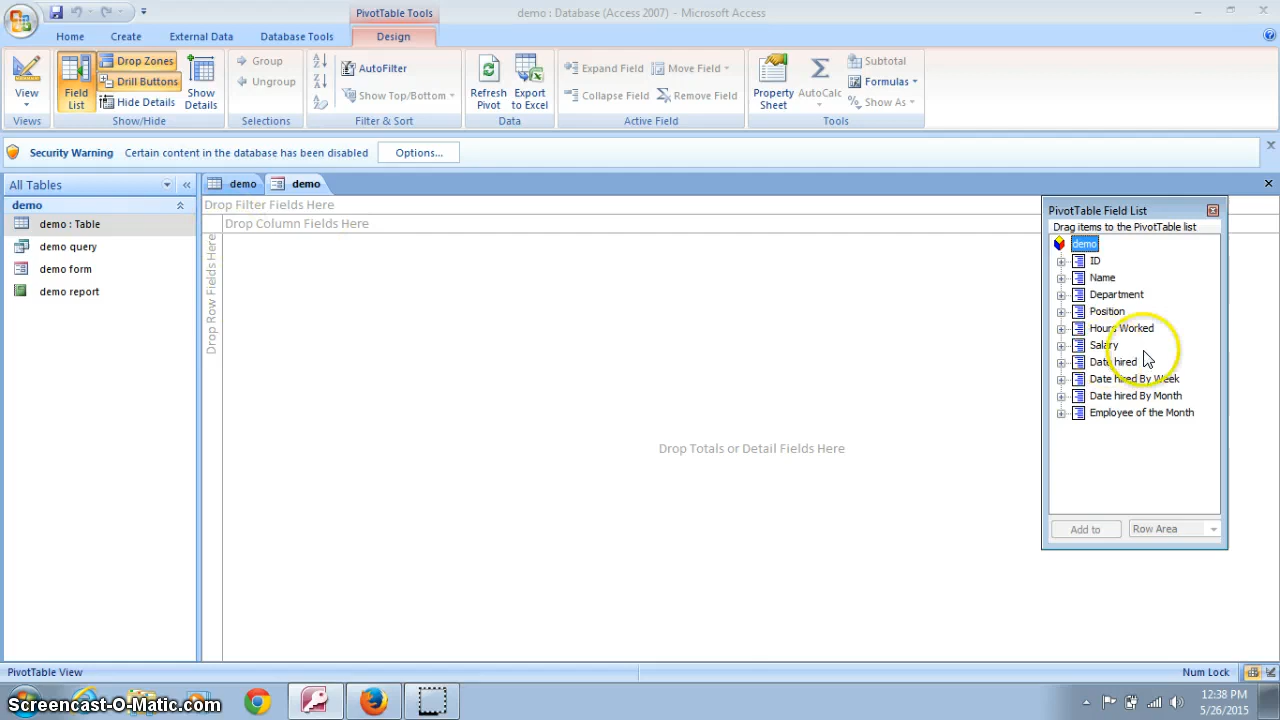 PivotTable Tools
demo : Database (Access 2007) - Microsoft Access
Home
Create
External Data
Database Tools
Design
View
Views
Field List
Drop Zones
Drill Buttons
Hide Details
Show Details
Show/Hide
Group
Ungroup
Selections
AutoFilter
Show Top/Bottom
Filter & Sort
Refresh Pivot
Export to Excel
Data
Expand Field
Collapse Field
Move Field
Remove Field
Active Field
Property Sheet
AutoCalc
Subtotal
Formulas
Show As
Tools
Security Warning
Certain content in the database has been disabled
Options...
All Tables
demo
demo : Table
demo query
demo form
demo report
demo
demo
Drop Filter Fields Here
Drop Column Fields Here
Drop Row Fields Here
Drop Totals or Detail Fields Here
PivotTable Field List
Drag items to the PivotTable list
demo
ID
Name
Department
Position
Hours Worked
Salary
Date hired
Date hired By Week
Date hired By Month
Employee of the Month
Add to
Row Area
PivotTable View
Num Lock
Screencast-O-Matic.com
12:38 PM
5/26/2015